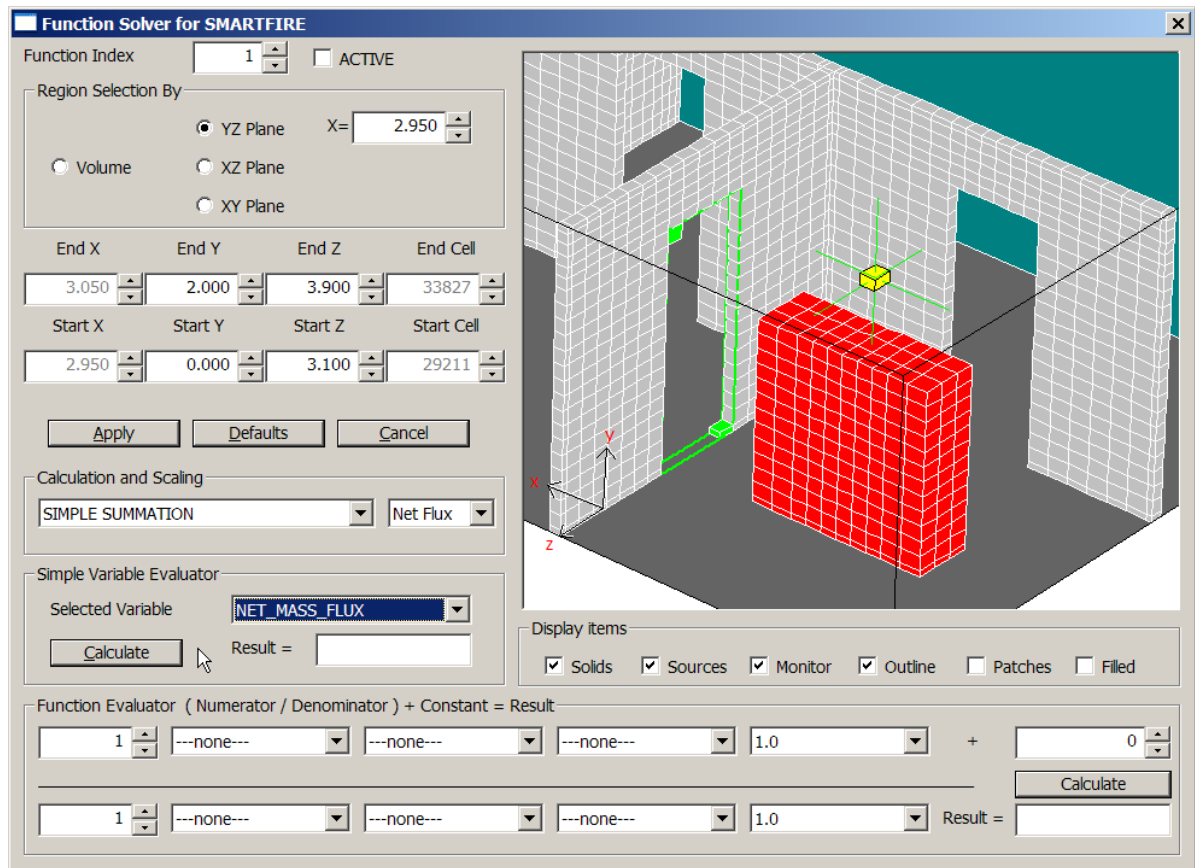 Function Solver for SMARTFIRE
Function Index 1 ACTIVE
Region Selection By
YZ Plane X= 2.950
Volume XZ Plane
XY Plane
End X End Y End Z End Cell
3.050 2.000 3.900 33827
Start X Start Y Start Z Start Cell
2.950 0.000 3.100 29211
Apply Defaults Cancel
Calculation and Scaling
SIMPLE SUMMATION Net Flux
Simple Variable Evaluator
Selected Variable NET_MASS_FLUX
Calculate Result =
y
x
z
Display items
Solids Sources Monitor Outline Patches Filled
Function Evaluator ( Numerator / Denominator ) + Constant = Result
1 ---none--- ---none--- ---none--- 1.0 + 0
Calculate
1 ---none--- ---none--- ---none--- 1.0 Result =